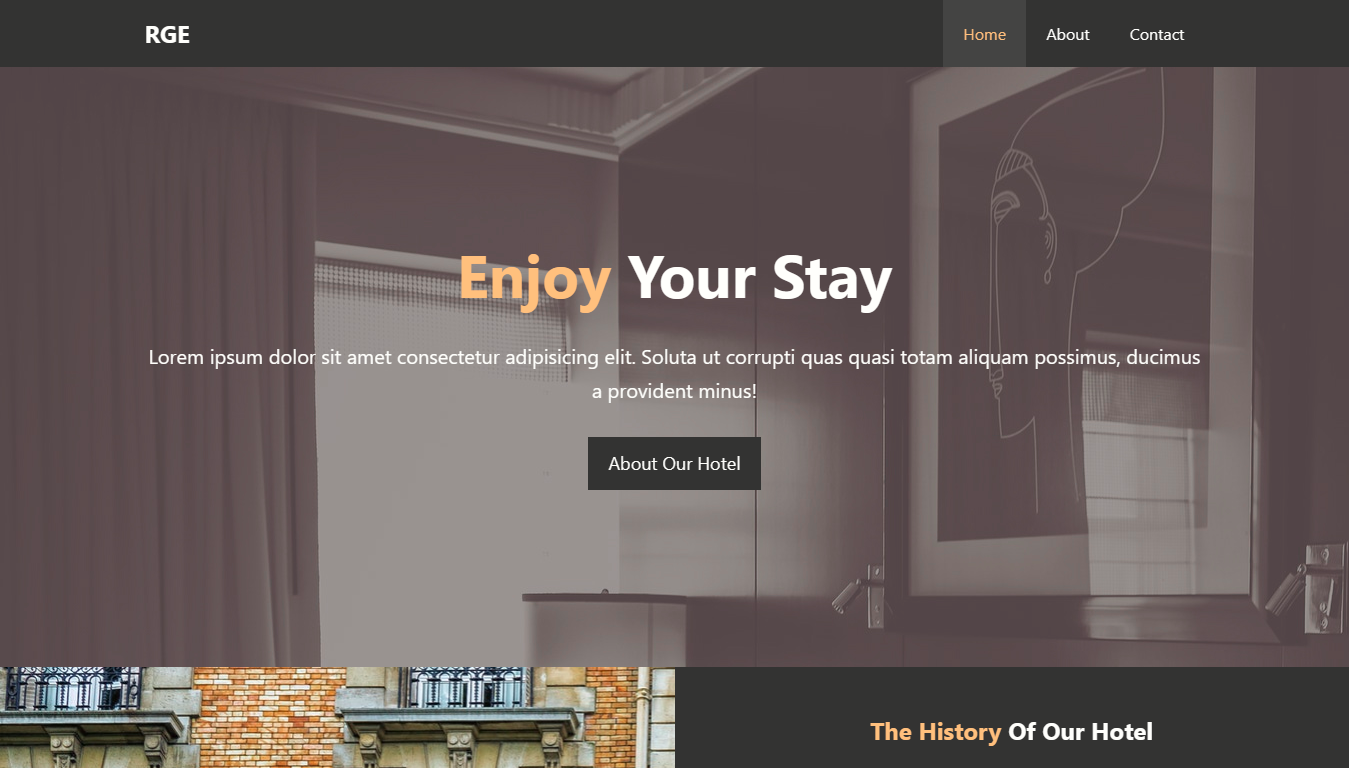 RGE
Home
About
Contact
Enjoy Your Stay
Lorem ipsum dolor sit amet consectetur adipisicing elit. Soluta ut corrupti quas quasi totam aliquam possimus, ducimus
a provident minus!
About Our Hotel
The History Of Our Hotel